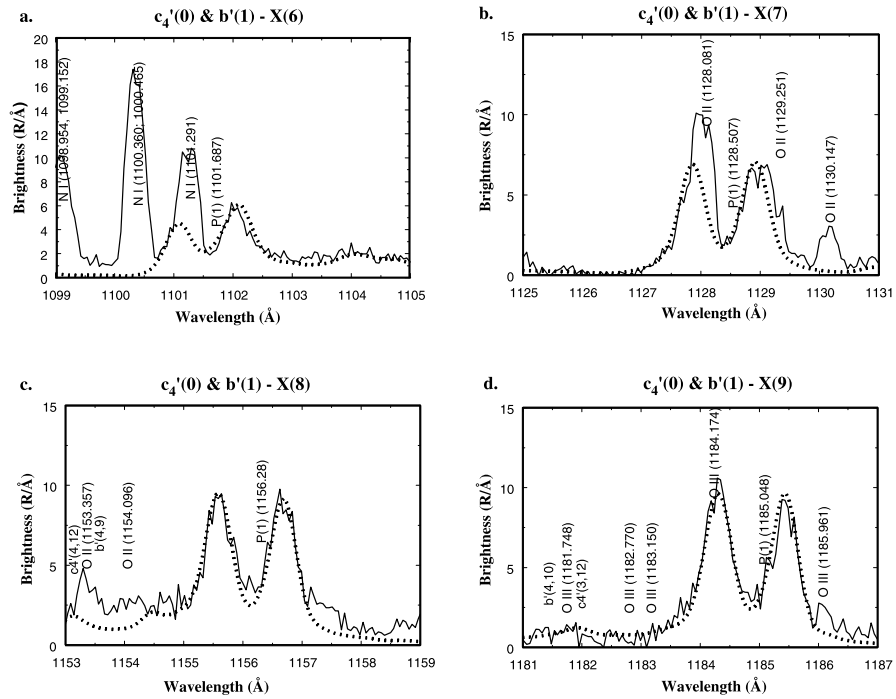 a.
c4'(0) & b'(1) - X(6)
Brightness (R/Å)
20
18
16
14
12
10
8
6
4
2
0
N I (1098.954, 1099.152)
N I (1100.360; 1000.465)
N I (1101.291)
P(1) (1101.687)
1099 1100 1101 1102 1103 1104 1105
Wavelength (Å)
b.
c4'(0) & b'(1) - X(7)
Brightness (R/Å)
15
10
5
0
O II (1128.081)
P(1) (1128.507)
O II (1129.251)
O II (1130.147)
1125 1126 1127 1128 1129 1130 1131
Wavelength (Å)
c.
c4'(0) & b'(1) - X(8)
Brightness (R/Å)
15
10
5
0
c4'(4,12)
O II (1153.357)
b'(4,9)
O II (1154.096)
P(1) (1156.28)
1153 1154 1155 1156 1157 1158 1159
Wavelength (Å)
d.
c4'(0) & b'(1) - X(9)
Brightness (R/Å)
15
10
5
0
b'(4,10)
O III (1181.748)
c4'(3,12)
O III (1182.770)
O III (1183.150)
O III (1184.174)
P(1) (1185.048)
O III (1185.961)
1181 1182 1183 1184 1185 1186 1187
Wavelength (Å)